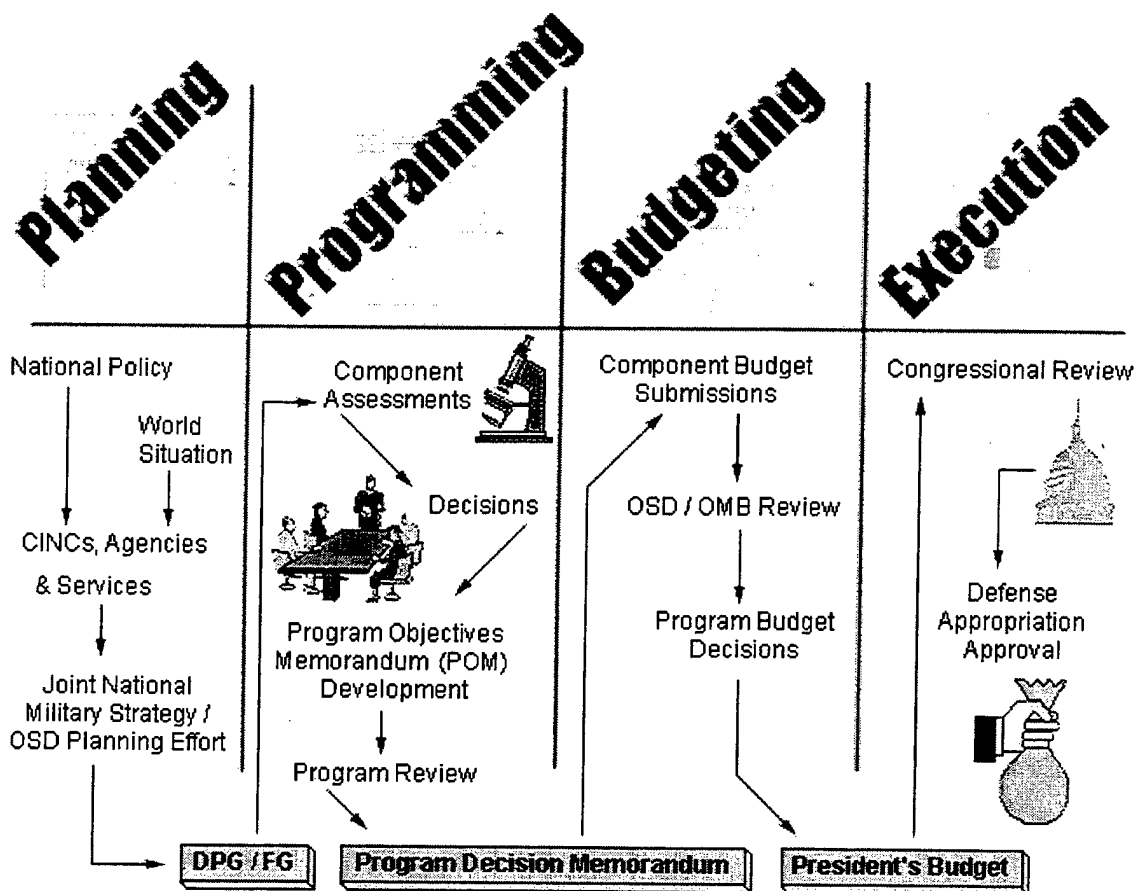 Planning
Programming
Budgeting
Execution
National Policy
World
Situation
CINCs, Agencies
& Services
Joint National
Military Strategy /
OSD Planning Effort
Component
Assessments
Decisions
Program Objectives
Memorandum (POM)
Development
Program Review
Component Budget
Submissions
OSD / OMB Review
Program Budget
Decisions
Congressional Review
Defense
Appropriation
Approval
DPG / FG
Program Decision Memorandum
President's Budget